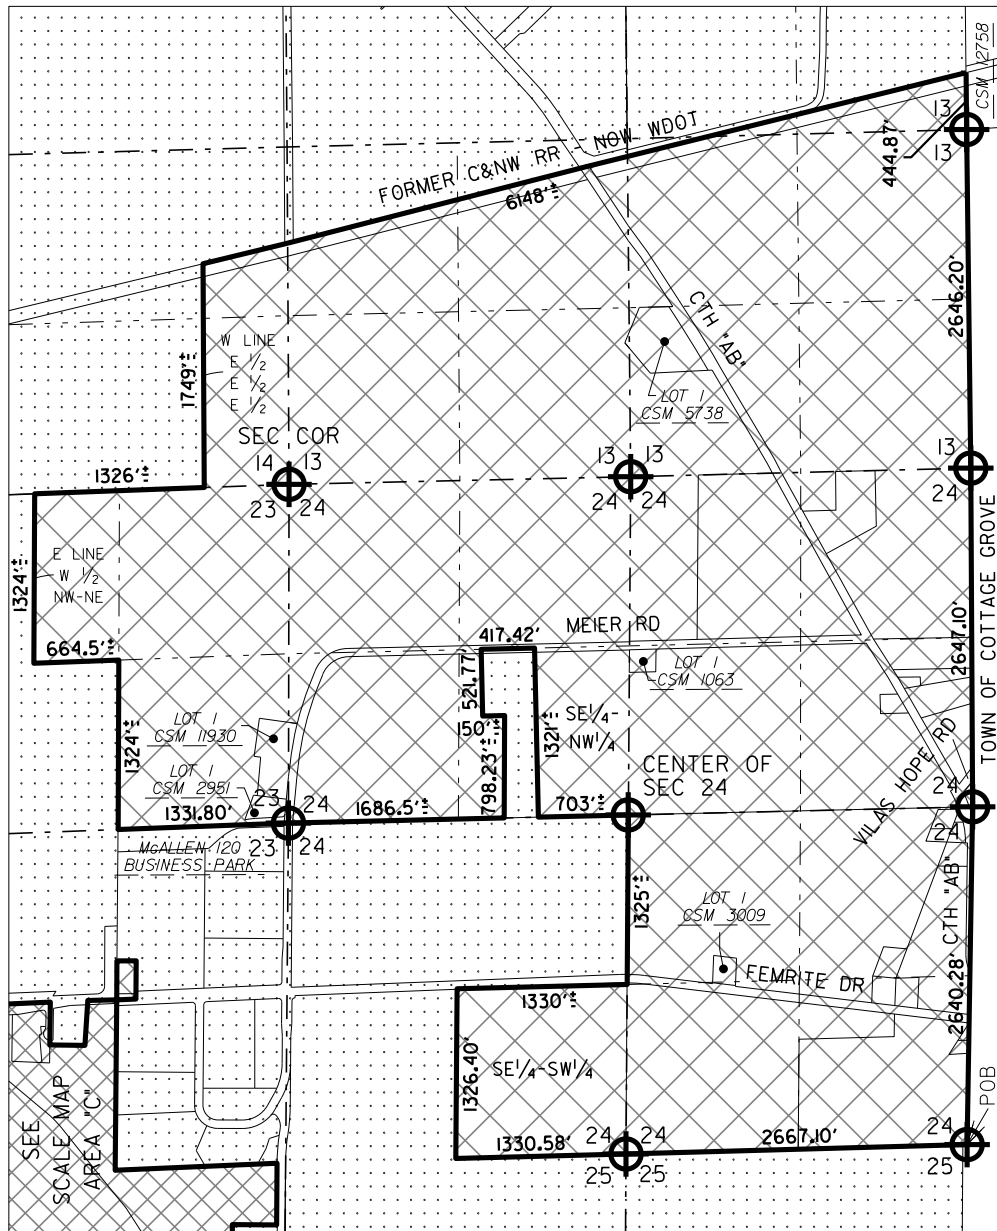 CSM 12758
13
13
444.87'
FORMER C&NW RR - NOW WDOT
6148'±
2646.20'
CTH "AB"
W LINE
E 1/2
E 1/2
E 1/2
1749'±
LOT 1
CSM 5738
SEC COR
14 13
23 24
13 13
24 24
13
24
1326'±
E LINE
W 1/2
NW-NE
1324'±
664.5'±
TOWN OF COTTAGE GROVE
2647.10'
MEIER RD
417.42'
521.77'
LOT 1
CSM 1063
150'±
SE1/4-
NW1/4
1321'±
798.23'±
LOT 1
CSM 11930
1324'±
LOT 1
CSM 2951
1331.80'
1686.5'±
703'±
CENTER OF
SEC 24
VILAS HOPE RD
23 24
23 24
24
24
McALLEN 120
BUSINESS PARK
1325'±
LOT 1
CSM 3009
CTH "AB"
FEMRITE DR
2640.28'
1330'±
SE1/4-SW1/4
1326.40'
SEE
SCALE MAP
AREA "C"
POB
1330.58'
24 24
25 25
2667.10'
24
25